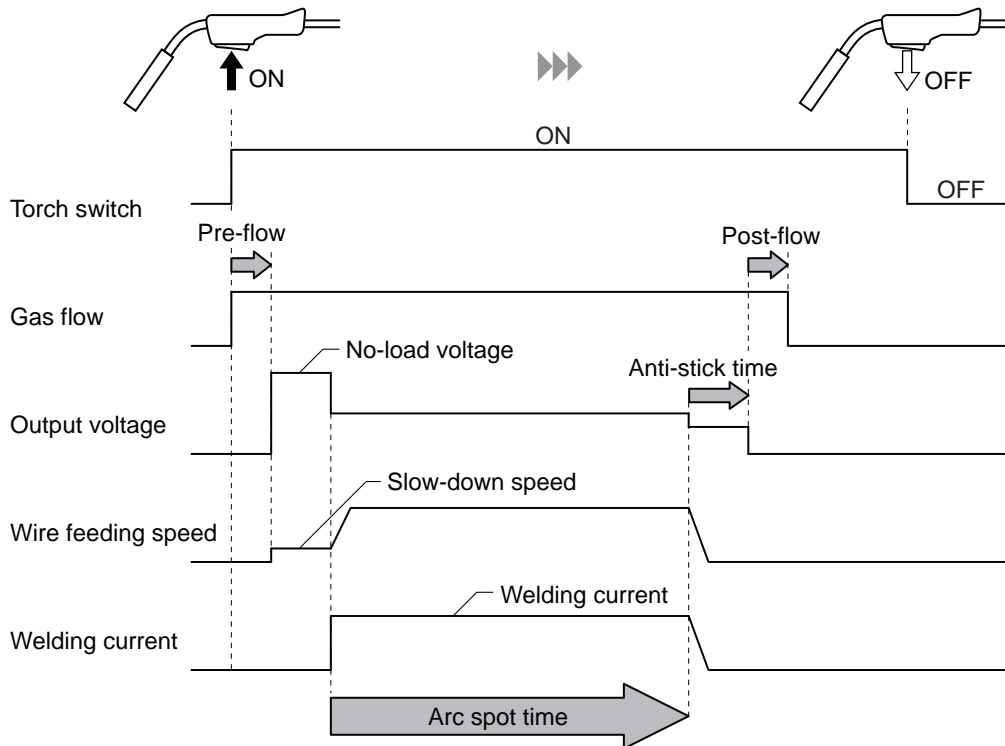 ON
OFF
ON
OFF
Torch switch
Pre-flow
Post-flow
Gas flow
No-load voltage
Anti-stick time
Output voltage
Slow-down speed
Wire feeding speed
Welding current
Welding current
Arc spot time